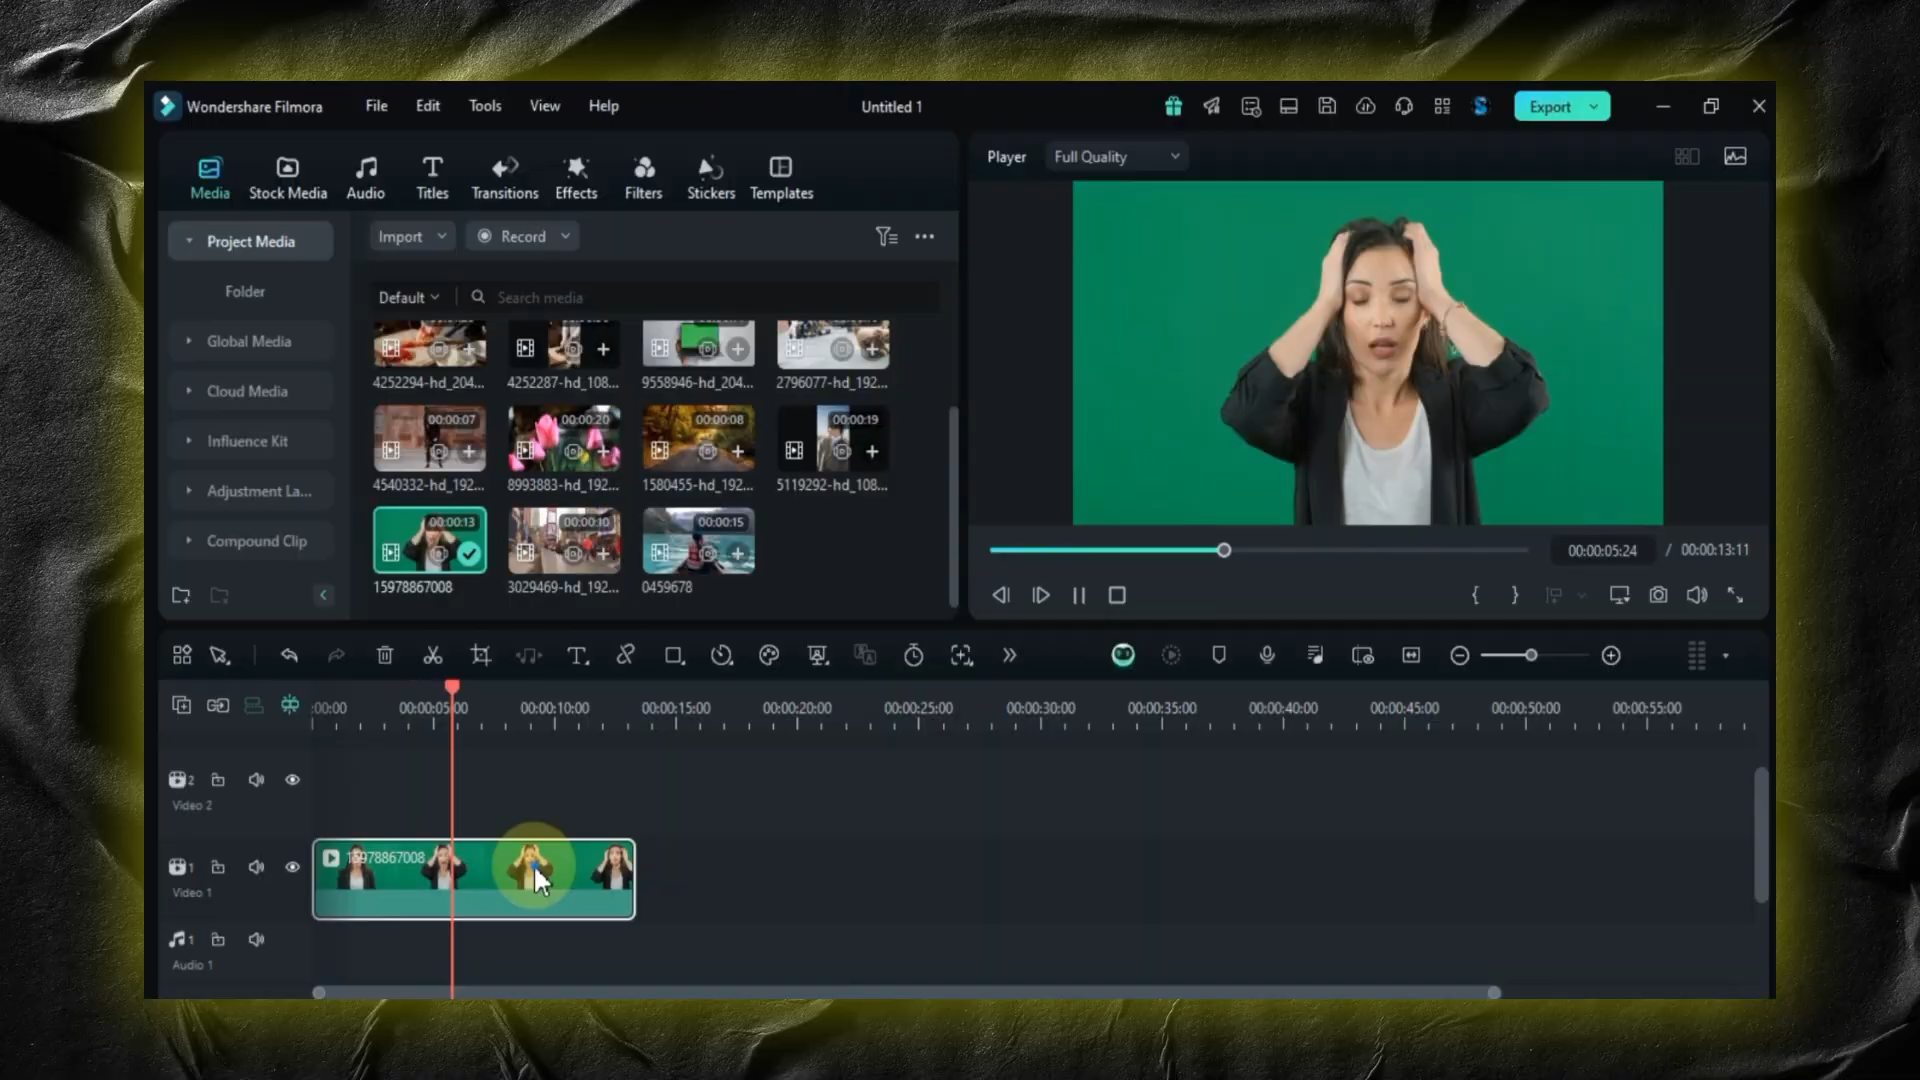 Wondershare Filmora File Edit Tools View Help Untitled 1 Export
Media Stock Media Audio Titles Transitions Effects Filters Stickers Templates
Player Full Quality
Project Media
Folder
Global Media
Cloud Media
Influence Kit
Adjustment La...
Compound Clip
Import Record
Default Search media
4252294-hd_204... 4252287-hd_108... 9558946-hd_204... 2796077-hd_192...
00:00:07 00:00:20 00:00:08 00:00:19
4540332-hd_192... 8993883-hd_192... 1580455-hd_192... 5119292-hd_108...
00:00:13 00:00:10 00:00:15
15978867008 3029469-hd_192... 0459678
00:00:05:24 / 00:00:13:11
:00:00 00:00:05:00 00:00:10:00 00:00:15:00 00:00:20:00 00:00:25:00 00:00:30:00 00:00:35:00 00:00:40:00 00:00:45:00 00:00:50:00 00:00:55:00
2
Video 2
1
Video 1
15978867008
1
Audio 1